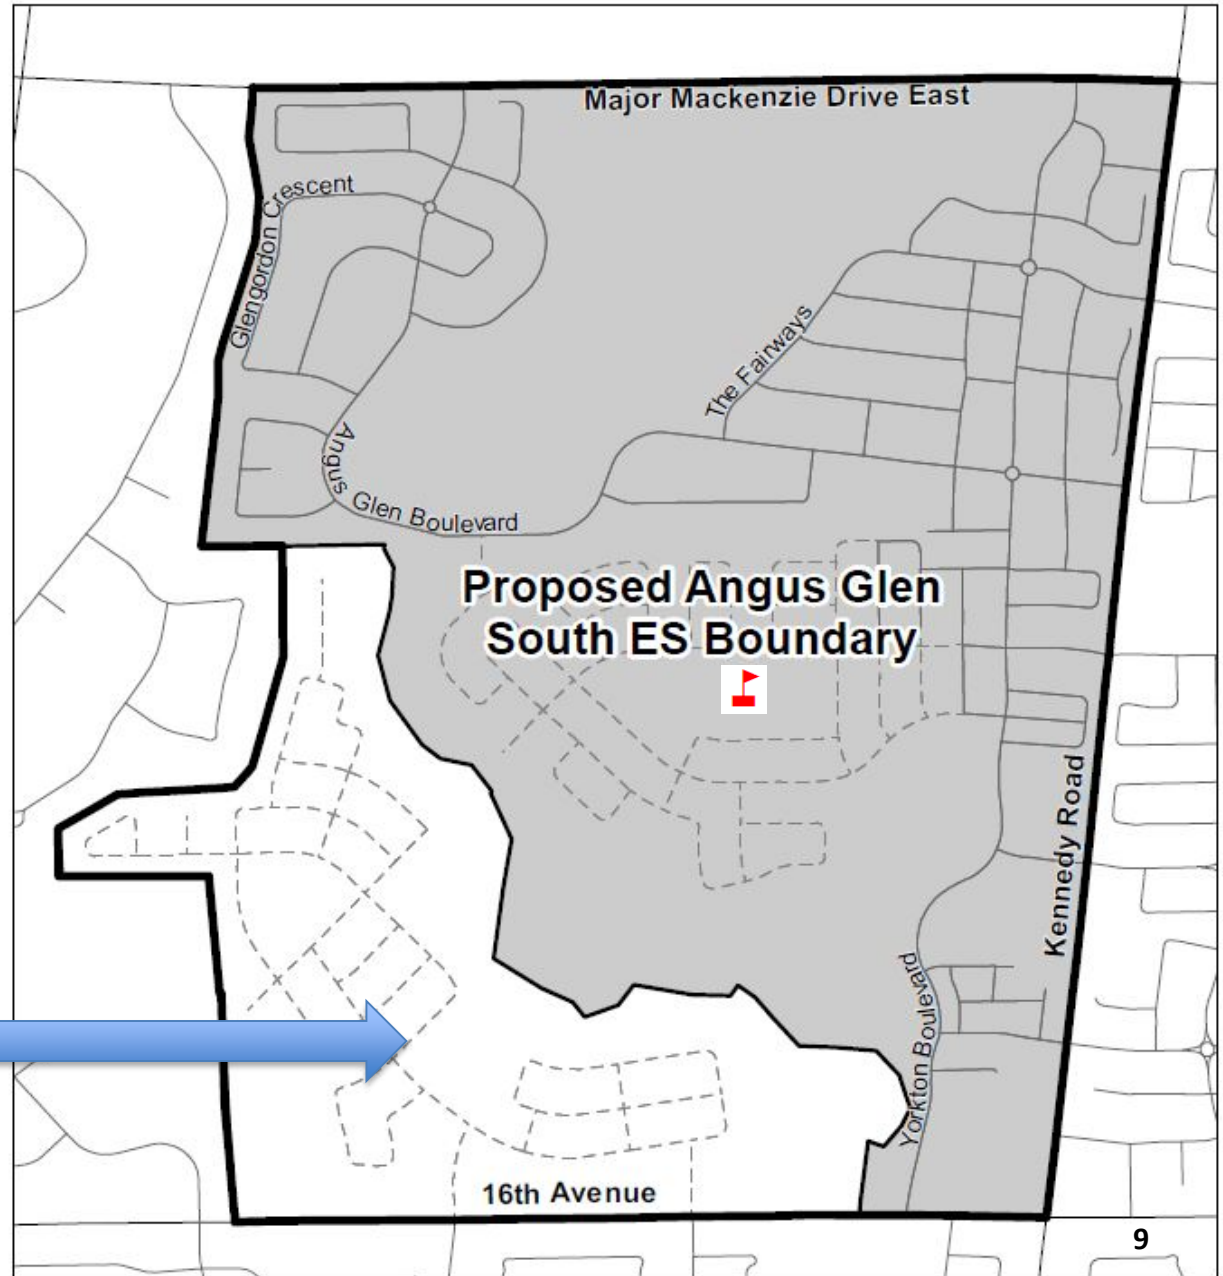 Major Mackenzie Drive East
Glengordon Crescent
The Fairways
Angus Glen Boulevard
Proposed Angus Glen
South ES Boundary
Kennedy Road
Yorkton Boulevard
16th Avenue
9